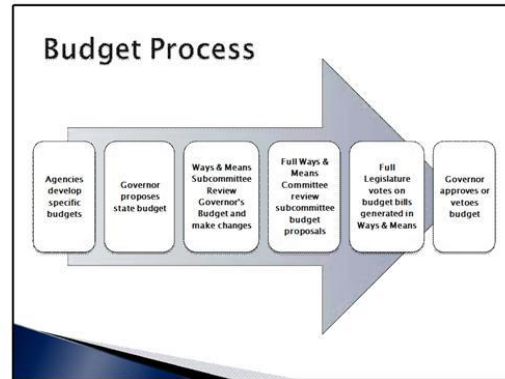 Budget Process
Agencies
develop
specific
budgets
Governor
proposes
state budget
Ways & Means
Subcommittee
Review
Governor's
Budget and
make changes
Full Ways &
Means
Committee
review
subcommittee
budget
proposals
Full
Legislature
votes on
budget bills
generated in
Ways & Means
Governor
approves or
vetoes
budget